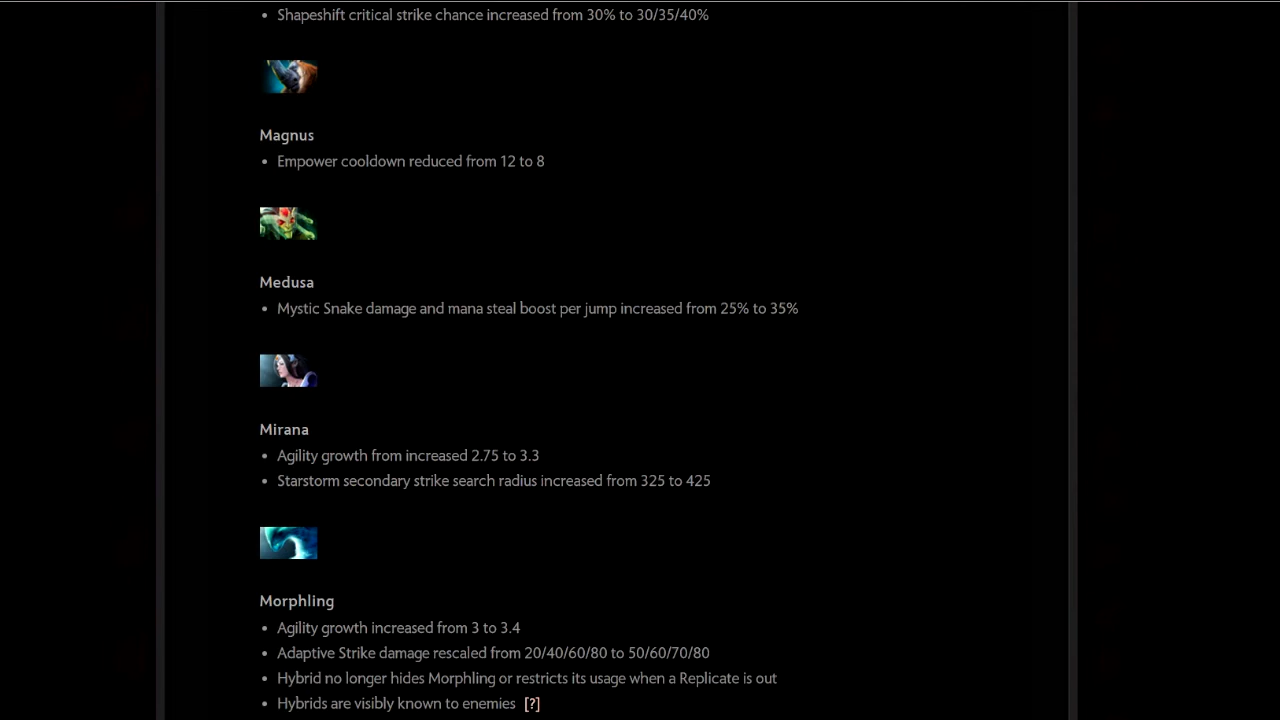 • Shapeshift critical strike chance increased from 30% to 30/35/40%
Magnus
• Empower cooldown reduced from 12 to 8
Medusa
• Mystic Snake damage and mana steal boost per jump increased from 25% to 35%
Mirana
• Agility growth from increased 2.75 to 3.3
• Starstorm secondary strike search radius increased from 325 to 425
Morphling
• Agility growth increased from 3 to 3.4
• Adaptive Strike damage rescaled from 20/40/60/80 to 50/60/70/80
• Hybrid no longer hides Morphling or restricts its usage when a Replicate is out
• Hybrids are visibly known to enemies [?]